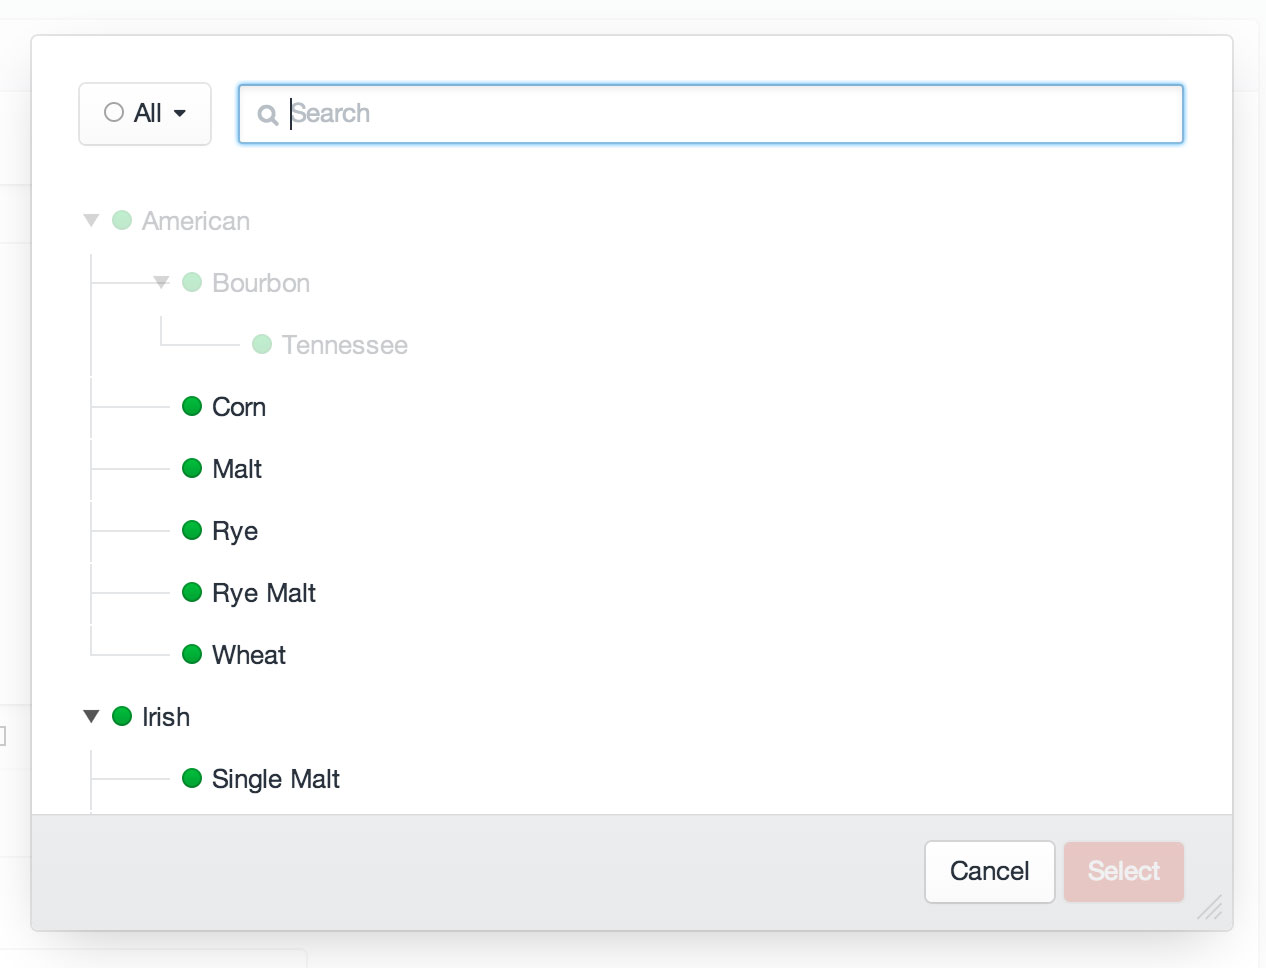 All
Search
American
Bourbon
Tennessee
Corn
Malt
Rye
Rye Malt
Wheat
Irish
Single Malt
Cancel Select